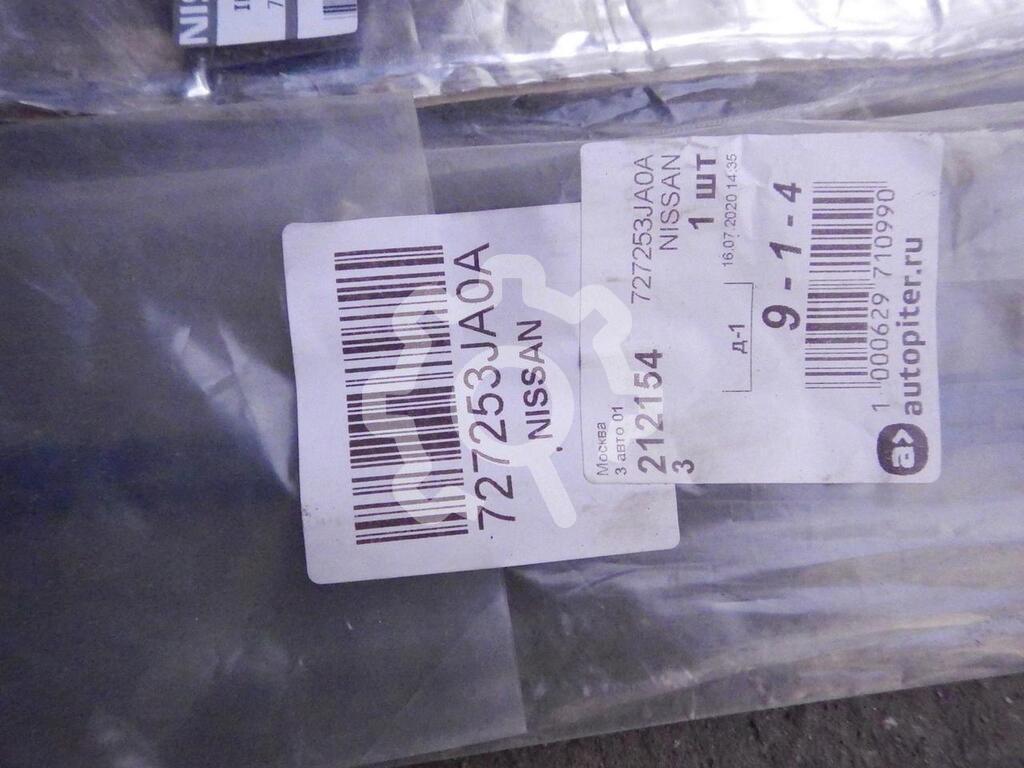 NIS
727253JA0A
NISSAN
Москва
3 авто 01
212154
3
727253JA0A
NISSAN
1 шт
16.07.2020 14:35
Д-1
9 - 1 - 4
1 000629 710990
a>
autopiter.ru